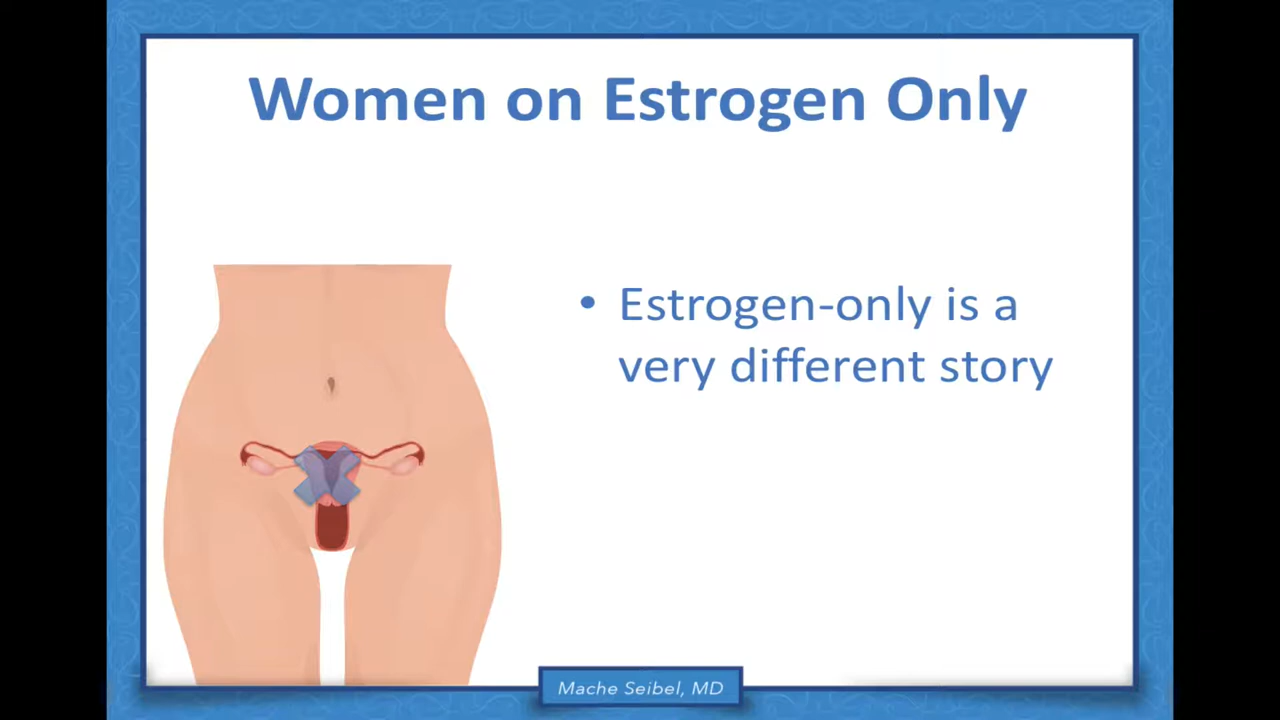 Women on Estrogen Only
• Estrogen-only is a
very different story
Mache Seibel, MD